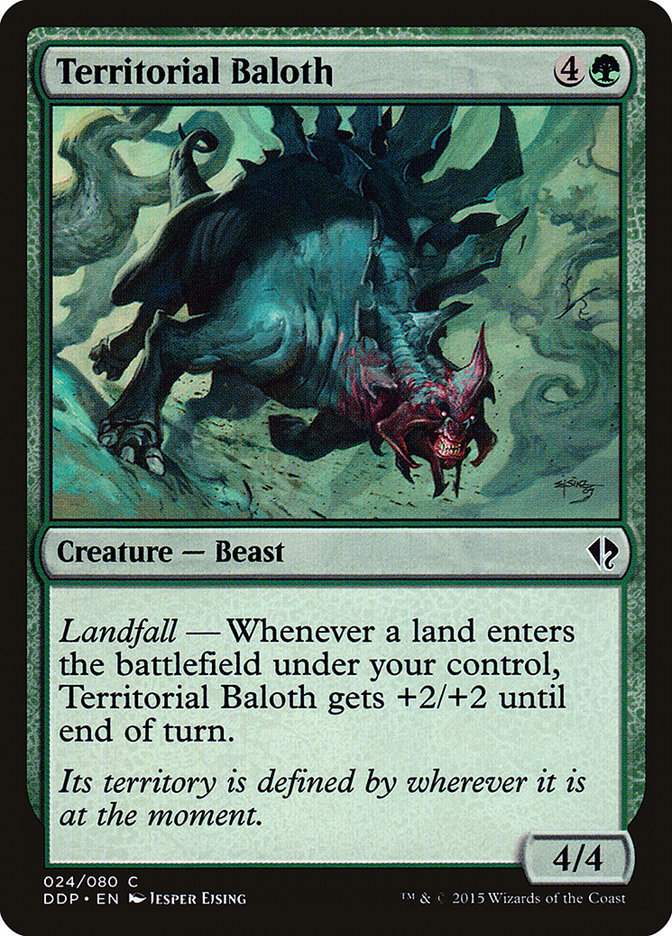 Territorial Baloth 4
Creature — Beast
Landfall — Whenever a land enters
the battlefield under your control,
Territorial Baloth gets +2/+2 until
end of turn.
Its territory is defined by wherever it is
at the moment.
4/4
024/080 C
DDP • EN Jesper Ejsing
™ & © 2015 Wizards of the Coast